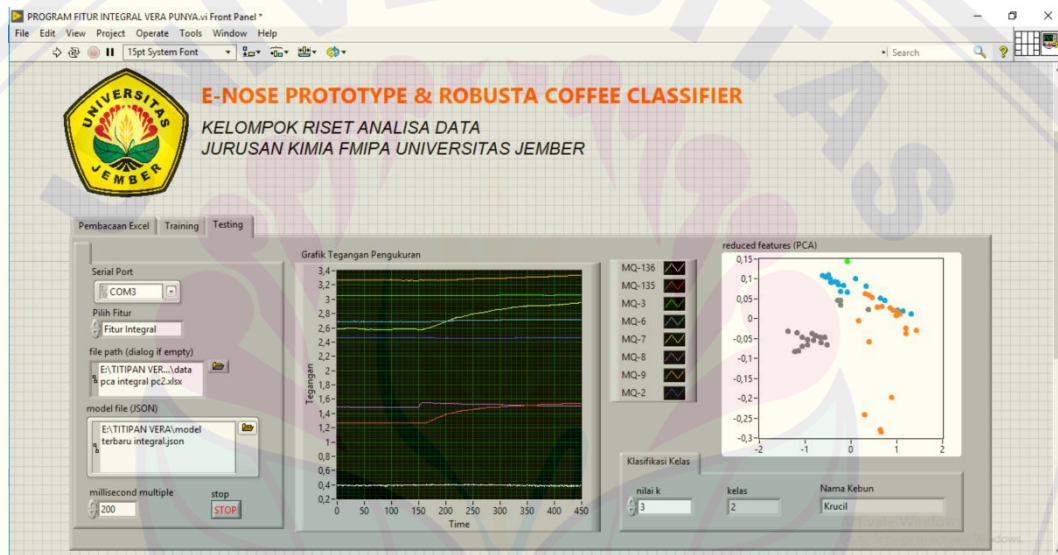 PROGRAM FITUR INTEGRAL VERA PUNYA.vi Front Panel *
File Edit View Project Operate Tools Window Help
15pt System Font
Search
UNIVERSITAS
JEMBER
E-NOSE PROTOTYPE & ROBUSTA COFFEE CLASSIFIER
KELOMPOK RISET ANALISA DATA
JURUSAN KIMIA FMIPA UNIVERSITAS JEMBER
Pembacaan Excel Training Testing
Serial Port
COM3
Pilih Fitur
Fitur Integral
file path (dialog if empty)
E:\TITIPAN VER...\data
pca integral pc2.xlsx
model file (JSON)
E:\TITIPAN VERA\model
terbaru integral.json
millisecond multiple
200
stop
STOP
Grafik Tegangan Pengukuran
Tegangan
3,4
3,2
3
2,8
2,6
2,4
2,2
2
1,8
1,6
1,4
1,2
1
0,8
0,6
0,4
0,2
0 50 100 150 200 250 300 350 400 450
Time
MQ-136
MQ-135
MQ-3
MQ-6
MQ-7
MQ-8
MQ-9
MQ-2
reduced features (PCA)
0,15
0,1
0,05
0
-0,05
-0,1
-0,15
-0,2
-0,25
-0,3
-2 -1 0 1 2
Klasifikasi Kelas
nilai k kelas Nama Kebun
3 2 Krucil